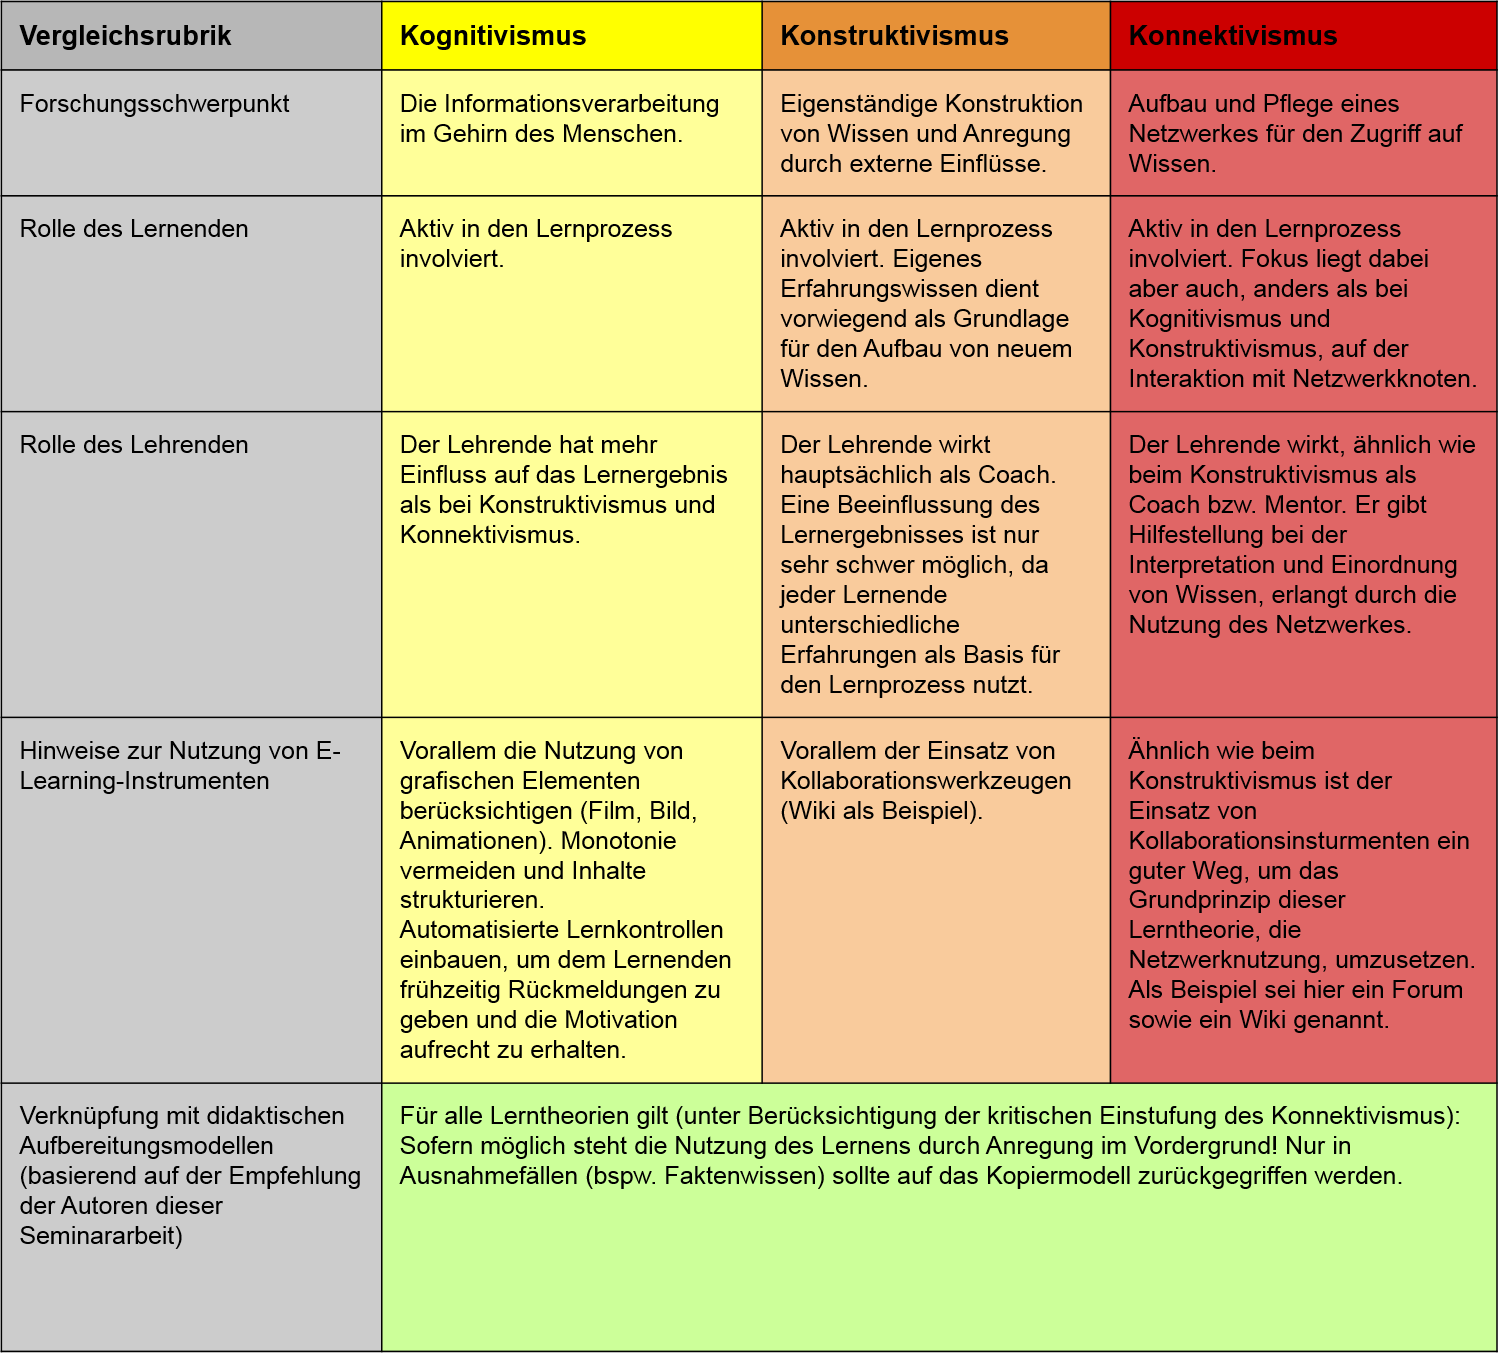 Vergleichsrubrik
Kognitivismus
Konstruktivismus
Konnektivismus
Forschungsschwerpunkt
Die Informationsverarbeitung
im Gehirn des Menschen.
Eigenständige Konstruktion
von Wissen und Anregung
durch externe Einflüsse.
Aufbau und Pflege eines
Netzwerkes für den Zugriff auf
Wissen.
Rolle des Lernenden
Aktiv in den Lernprozess
involviert.
Aktiv in den Lernprozess
involviert. Eigenes
Erfahrungswissen dient
vorwiegend als Grundlage
für den Aufbau von neuem
Wissen.
Aktiv in den Lernprozess
involviert. Fokus liegt dabei
aber auch, anders als bei
Kognitivismus und
Konstruktivismus, auf der
Interaktion mit Netzwerkknoten.
Rolle des Lehrenden
Der Lehrende hat mehr
Einfluss auf das Lernergebnis
als bei Konstruktivismus und
Konnektivismus.
Der Lehrende wirkt
hauptsächlich als Coach.
Eine Beeinflussung des
Lernergebnisses ist nur
sehr schwer möglich, da
jeder Lernende
unterschiedliche
Erfahrungen als Basis für
den Lernprozess nutzt.
Der Lehrende wirkt, ähnlich wie
beim Konstruktivismus als
Coach bzw. Mentor. Er gibt
Hilfestellung bei der
Interpretation und Einordnung
von Wissen, erlangt durch die
Nutzung des Netzwerkes.
Hinweise zur Nutzung von E-
Learning-Instrumenten
Vorallem die Nutzung von
grafischen Elementen
berücksichtigen (Film, Bild,
Animationen). Monotonie
vermeiden und Inhalte
strukturieren.
Automatisierte Lernkontrollen
einbauen, um dem Lernenden
frühzeitig Rückmeldungen zu
geben und die Motivation
aufrecht zu erhalten.
Vorallem der Einsatz von
Kollaborationswerkzeugen
(Wiki als Beispiel).
Ähnlich wie beim
Konstruktivismus ist der
Einsatz von
Kollaborationsinsturmenten ein
guter Weg, um das
Grundprinzip dieser
Lerntheorie, die
Netzwerknutzung, umzusetzen.
Als Beispiel sei hier ein Forum
sowie ein Wiki genannt.
Verknüpfung mit didaktischen
Aufbereitungsmodellen
(basierend auf der Empfehlung
der Autoren dieser
Seminararbeit)
Für alle Lerntheorien gilt (unter Berücksichtigung der kritischen Einstufung des Konnektivismus):
Sofern möglich steht die Nutzung des Lernens durch Anregung im Vordergrund! Nur in
Ausnahmefällen (bspw. Faktenwissen) sollte auf das Kopiermodell zurückgegriffen werden.